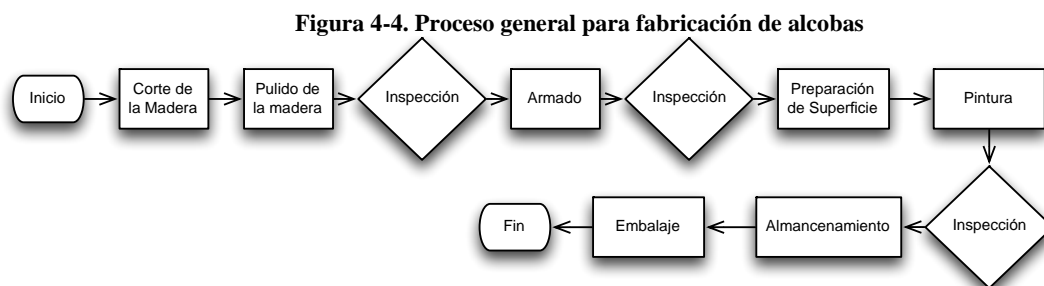 Figura 4-4. Proceso general para fabricación de alcobas
Inicio
Corte de
la Madera
Pulido de
la madera
Inspección
Armado
Inspección
Preparación
de Superficie
Pintura
Inspección
Almancenamiento
Embalaje
Fin